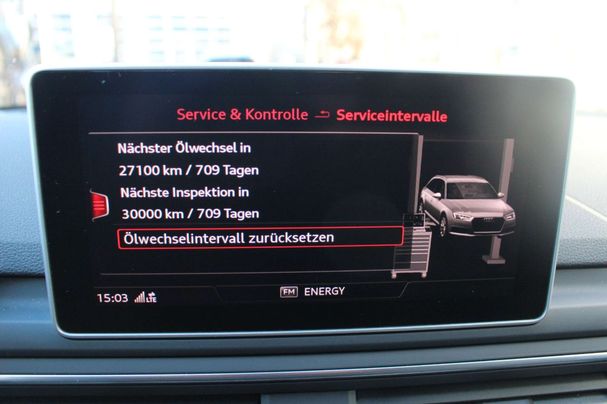 Service & Kontrolle Serviceintervalle
Nächster Ölwechsel in
27100 km / 709 Tagen
Nächste Inspektion in
30000 km / 709 Tagen
Ölwechselintervall zurücksetzen
15:03 LTE FM ENERGY